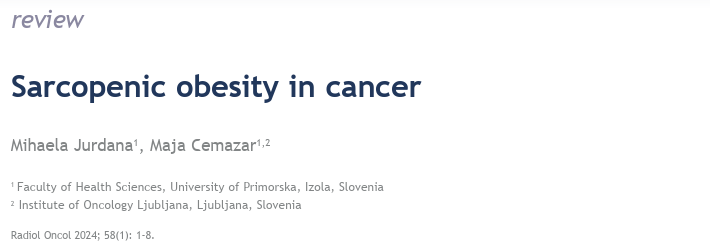 review
Sarcopenic obesity in cancer
Mihaela Jurdana¹, Maja Cemazar¹,²
¹ Faculty of Health Sciences, University of Primorska, Izola, Slovenia
² Institute of Oncology Ljubljana, Ljubljana, Slovenia
Radiol Oncol 2024; 58(1): 1-8.